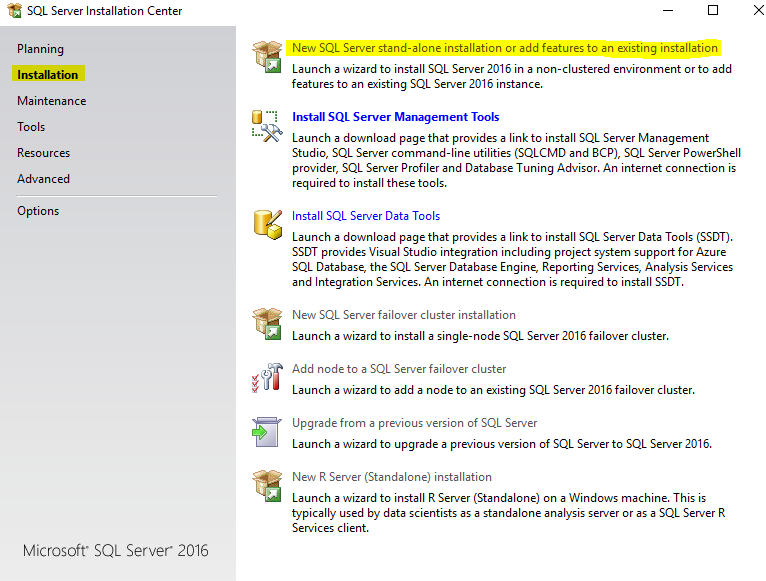 SQL Server Installation Center
Planning
Installation
Maintenance
Tools
Resources
Advanced
Options
Microsoft® SQL Server® 2016
New SQL Server stand-alone installation or add features to an existing installation
Launch a wizard to install SQL Server 2016 in a non-clustered environment or to add
features to an existing SQL Server 2016 instance.
Install SQL Server Management Tools
Launch a download page that provides a link to install SQL Server Management
Studio, SQL Server command-line utilities (SQLCMD and BCP), SQL Server PowerShell
provider, SQL Server Profiler and Database Tuning Advisor. An internet connection is
required to install these tools.
Install SQL Server Data Tools
Launch a download page that provides a link to install SQL Server Data Tools (SSDT).
SSDT provides Visual Studio integration including project system support for Azure
SQL Database, the SQL Server Database Engine, Reporting Services, Analysis Services
and Integration Services. An internet connection is required to install SSDT.
New SQL Server failover cluster installation
Launch a wizard to install a single-node SQL Server 2016 failover cluster.
Add node to a SQL Server failover cluster
Launch a wizard to add a node to an existing SQL Server 2016 failover cluster.
Upgrade from a previous version of SQL Server
Launch a wizard to upgrade a previous version of SQL Server to SQL Server 2016.
New R Server (Standalone) installation
Launch a wizard to install R Server (Standalone) on a Windows machine. This is
typically used by data scientists as a standalone analysis server or as a SQL Server R
Services client.